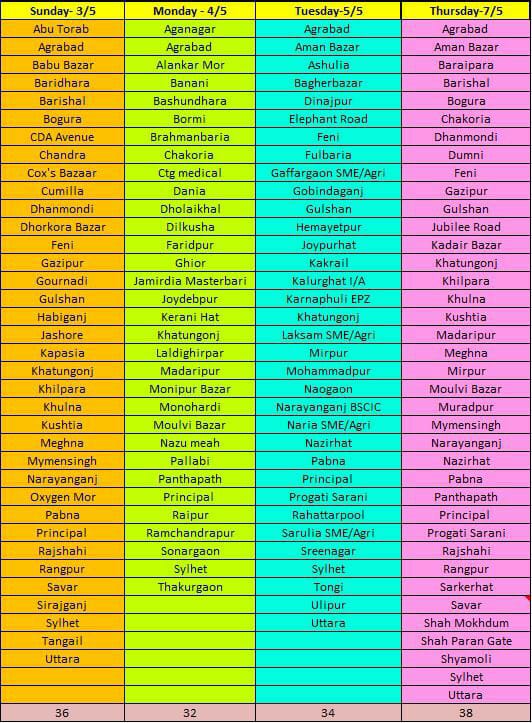 Sunday- 3/5 Monday - 4/5 Tuesday-5/5 Thursday-7/5
Abu Torab Aganagar Agrabad Agrabad
Agrabad Agrabad Aman Bazar Aman Bazar
Babu Bazar Alankar Mor Ashulia Baraipara
Baridhara Banani Bagherbazar Barishal
Barishal Bashundhara Dinajpur Bogura
Bogura Bormi Elephant Road Chakoria
CDA Avenue Brahmanbaria Feni Dhanmondi
Chandra Chakoria Fulbaria Dumni
Cox's Bazaar Ctg medical Gaffargaon SME/Agri Feni
Cumilla Dania Gobindaganj Gazipur
Dhanmondi Dholaikhal Gulshan Gulshan
Dhorkora Bazar Dilkusha Hemayetpur Jubilee Road
Feni Faridpur Joypurhat Kadair Bazar
Gazipur Ghior Kakrail Khatungonj
Gournadi Jamirdia Masterbari Kalurghat I/A Khilpara
Gulshan Joydebpur Karnaphuli EPZ Khulna
Habiganj Kerani Hat Khatungonj Kushtia
Jashore Khatungonj Laksam SME/Agri Madaripur
Kapasia Laldighirpar Mirpur Meghna
Khatungonj Madaripur Mohammadpur Mirpur
Khilpara Monipur Bazar Naogaon Moulvi Bazar
Khulna Monohardi Narayanganj BSCIC Muradpur
Kushtia Moulvi Bazar Naria SME/Agri Mymensingh
Meghna Nazu meah Nazirhat Narayanganj
Mymensingh Pallabi Pabna Nazirhat
Narayanganj Panthapath Principal Pabna
Oxygen Mor Principal Progati Sarani Panthapath
Pabna Raipur Rahattarpool Principal
Principal Ramchandrapur Sarulia SME/Agri Progati Sarani
Rajshahi Sonargaon Sreenagar Rajshahi
Rangpur Sylhet Sylhet Rangpur
Savar Thakurgaon Tongi Sarkerhat
Sirajganj Ulipur Savar
Sylhet Uttara Shah Mokhdum
Tangail Shah Paran Gate
Uttara Shyamoli
Sylhet
Uttara
36 32 34 38